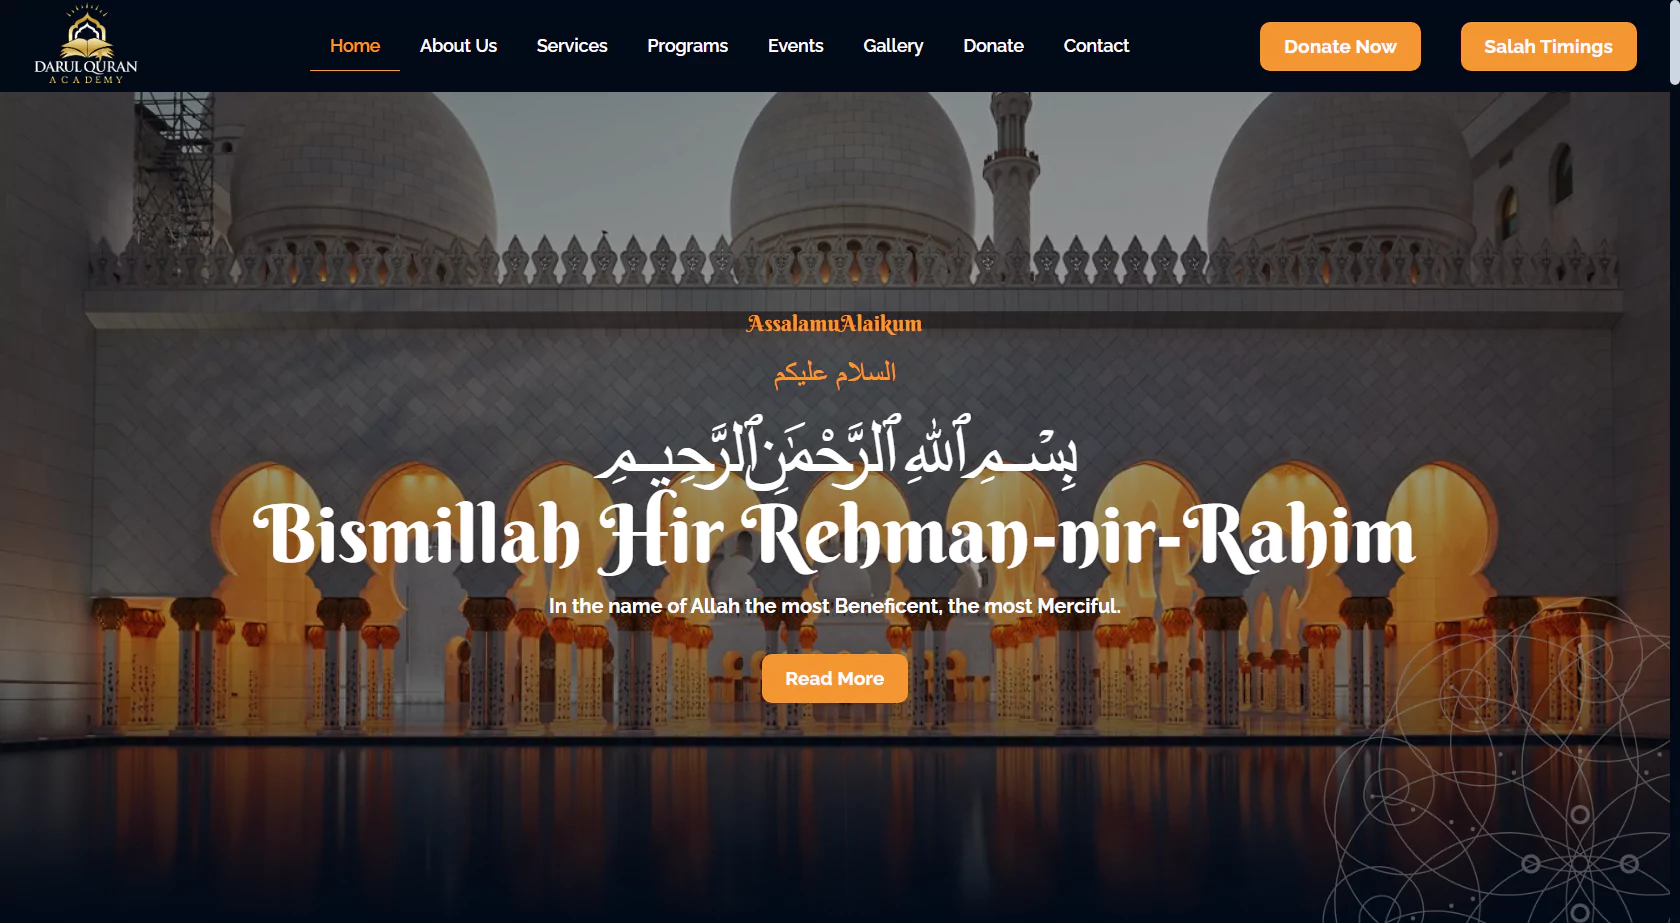 DARUL QURAN
ACADEMY
Home About Us Services Programs Events Gallery Donate Contact
Donate Now Salah Timings
AssalamuAlaikum
السلام عليكم
بِسْمِ ٱللَّهِ ٱلرَّحْمَٰنِ ٱلرَّحِيمِ
Bismillah Hir Rehman-nir-Rahim
In the name of Allah the most Beneficent, the most Merciful.
Read More